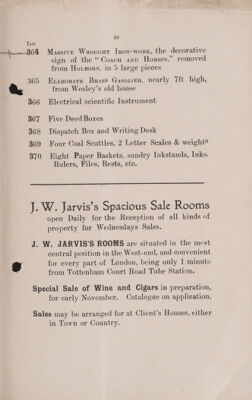 23
Lot
364 Massive Wrought Iron-work, the decorative
sign of the "Coach and Horses," removed
from Holborn, in 5 large pieces
365 Elaborate Brass Gasolier, nearly 7ft high,
from Wesley's old house
366 Electrical scientific Instrument
367 Five Deed Boxes
368 Dispatch Box and Writing Desk
369 Four Coal Scuttles, 2 Letter Scales & weights
370 Eight Paper Baskets, sundry Inkstands, Inks.
Rulers, Files, Rests, etc.
J. W. Jarvis's Spacious Sale Rooms
open Daily for the Reception of all kinds of
property for Wednesdays Sales.
J. W. JARVIS'S ROOMS are situated in the most
central position in the West-end, and convenient
for every part of London, being only 1 minute
from Tottenham Court Road Tube Station.
Special Sale of Wine and Cigars in preparation,
for early November. Catalogue on application.
Sales may be arranged for at Client's Houses, either
in Town or Country.